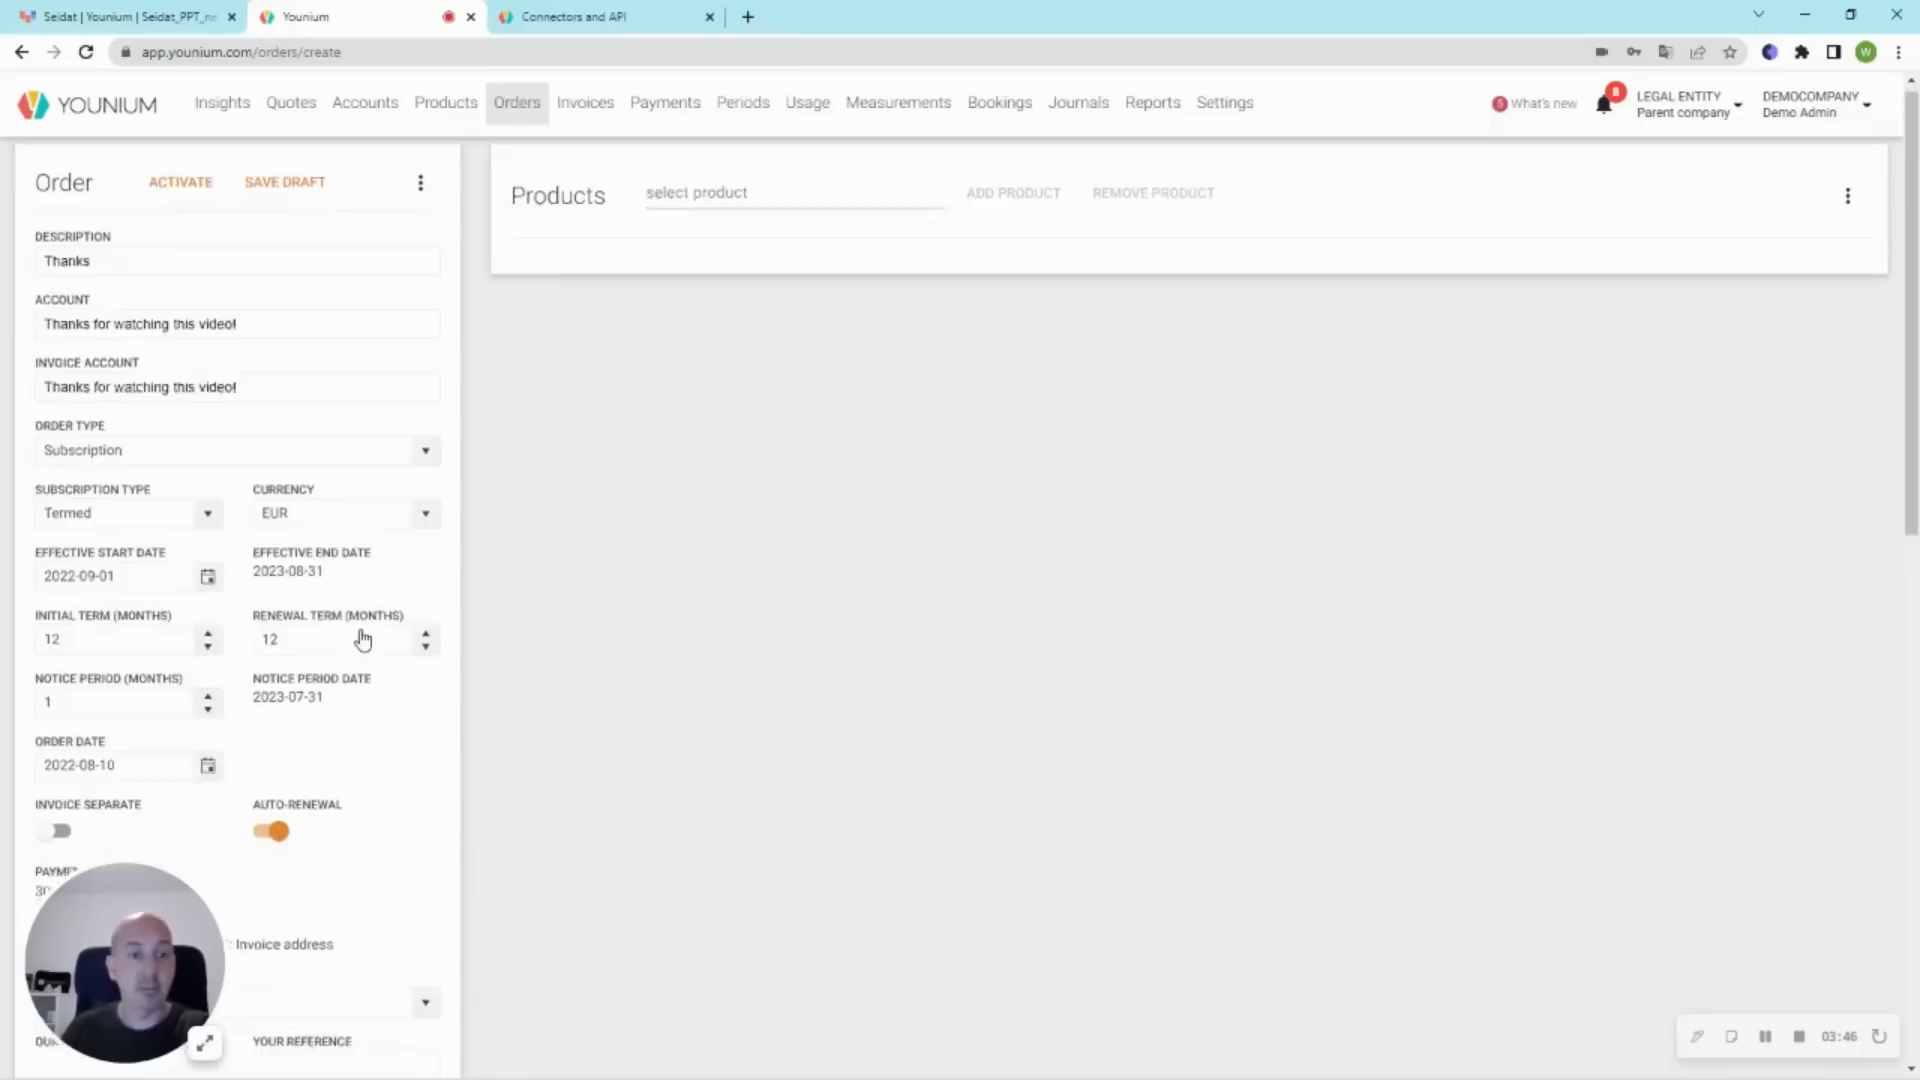 Seidat | Younium | Seidat_PPT_ne
Younium
Connectors and API
app.younium.com/orders/create
W
YOUNIUM
Insights
Quotes
Accounts
Products
Orders
Invoices
Payments
Periods
Usage
Measurements
Bookings
Journals
Reports
Settings
5 What's new
8
LEGAL ENTITY
Parent company
DEMOCOMPANY
Demo Admin
Order
ACTIVATE
SAVE DRAFT
Products
select product
ADD PRODUCT
REMOVE PRODUCT
DESCRIPTION
Thanks
ACCOUNT
Thanks for watching this video!
INVOICE ACCOUNT
Thanks for watching this video!
ORDER TYPE
Subscription
SUBSCRIPTION TYPE
CURRENCY
Termed
EUR
EFFECTIVE START DATE
EFFECTIVE END DATE
2022-09-01
2023-08-31
INITIAL TERM (MONTHS)
RENEWAL TERM (MONTHS)
12
12
NOTICE PERIOD (MONTHS)
NOTICE PERIOD DATE
1
2023-07-31
ORDER DATE
2022-08-10
INVOICE SEPARATE
AUTO-RENEWAL
PAYME
30
: Invoice address
OUR
YOUR REFERENCE
03:46